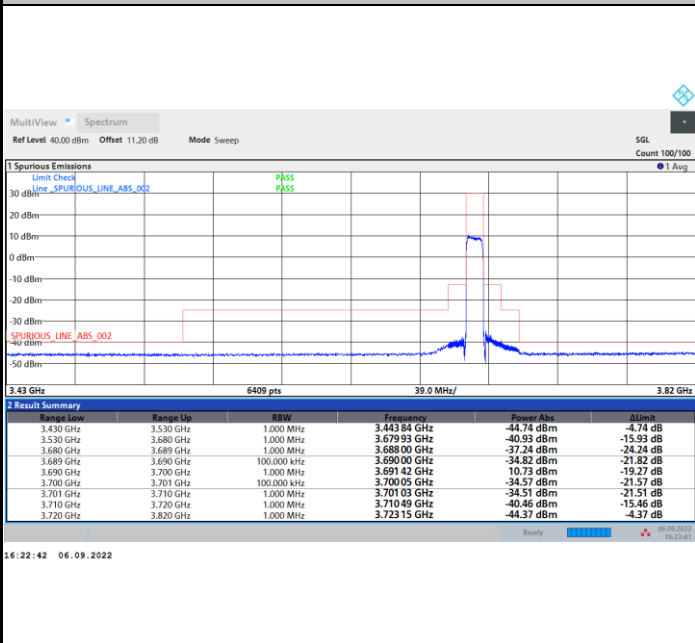 MultiView Spectrum
Ref Level 40.00 dBm Offset 11.20 dB Mode Sweep SGL
Count 100/100
1 Spurious Emissions 1 Avg
Limit Check PASS
Line _SPURIOUS_LINE_ABS_002 PASS
30 dBm
20 dBm
10 dBm
0 dBm
-10 dBm
-20 dBm
-30 dBm
_SPURIOUS_LINE_ABS_002
-40 dBm
-50 dBm
3.43 GHz 6409 pts 39.0 MHz/ 3.82 GHz
2 Result Summary
Range Low Range Up RBW Frequency Power Abs ΔLimit
3.430 GHz 3.530 GHz 1.000 MHz 3.443 84 GHz -44.74 dBm -4.74 dB
3.530 GHz 3.680 GHz 1.000 MHz 3.679 93 GHz -40.93 dBm -15.93 dB
3.680 GHz 3.689 GHz 1.000 MHz 3.688 00 GHz -37.24 dBm -24.24 dB
3.689 GHz 3.690 GHz 100.000 kHz 3.690 00 GHz -34.82 dBm -21.82 dB
3.690 GHz 3.700 GHz 1.000 MHz 3.691 42 GHz 10.73 dBm -19.27 dB
3.700 GHz 3.701 GHz 100.000 kHz 3.700 05 GHz -34.57 dBm -21.57 dB
3.701 GHz 3.710 GHz 1.000 MHz 3.701 03 GHz -34.51 dBm -21.51 dB
3.710 GHz 3.720 GHz 1.000 MHz 3.710 49 GHz -40.46 dBm -15.46 dB
3.720 GHz 3.820 GHz 1.000 MHz 3.723 15 GHz -44.37 dBm -4.37 dB
Ready 06.09.2022
16:22:41
16:22:42 06.09.2022